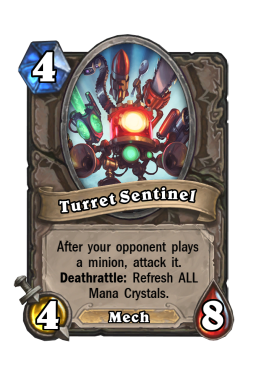 4
Turret Sentinel
After your opponent plays
a minion, attack it.
Deathrattle: Refresh ALL
Mana Crystals.
4
Mech
8